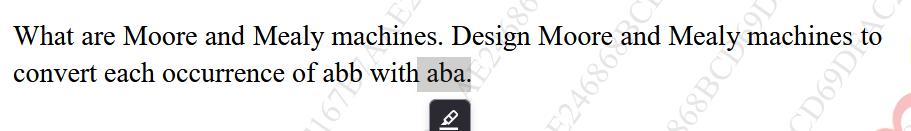 What are Moore and Mealy machines. Design Moore and Mealy machines to
convert each occurrence of abb with aba.